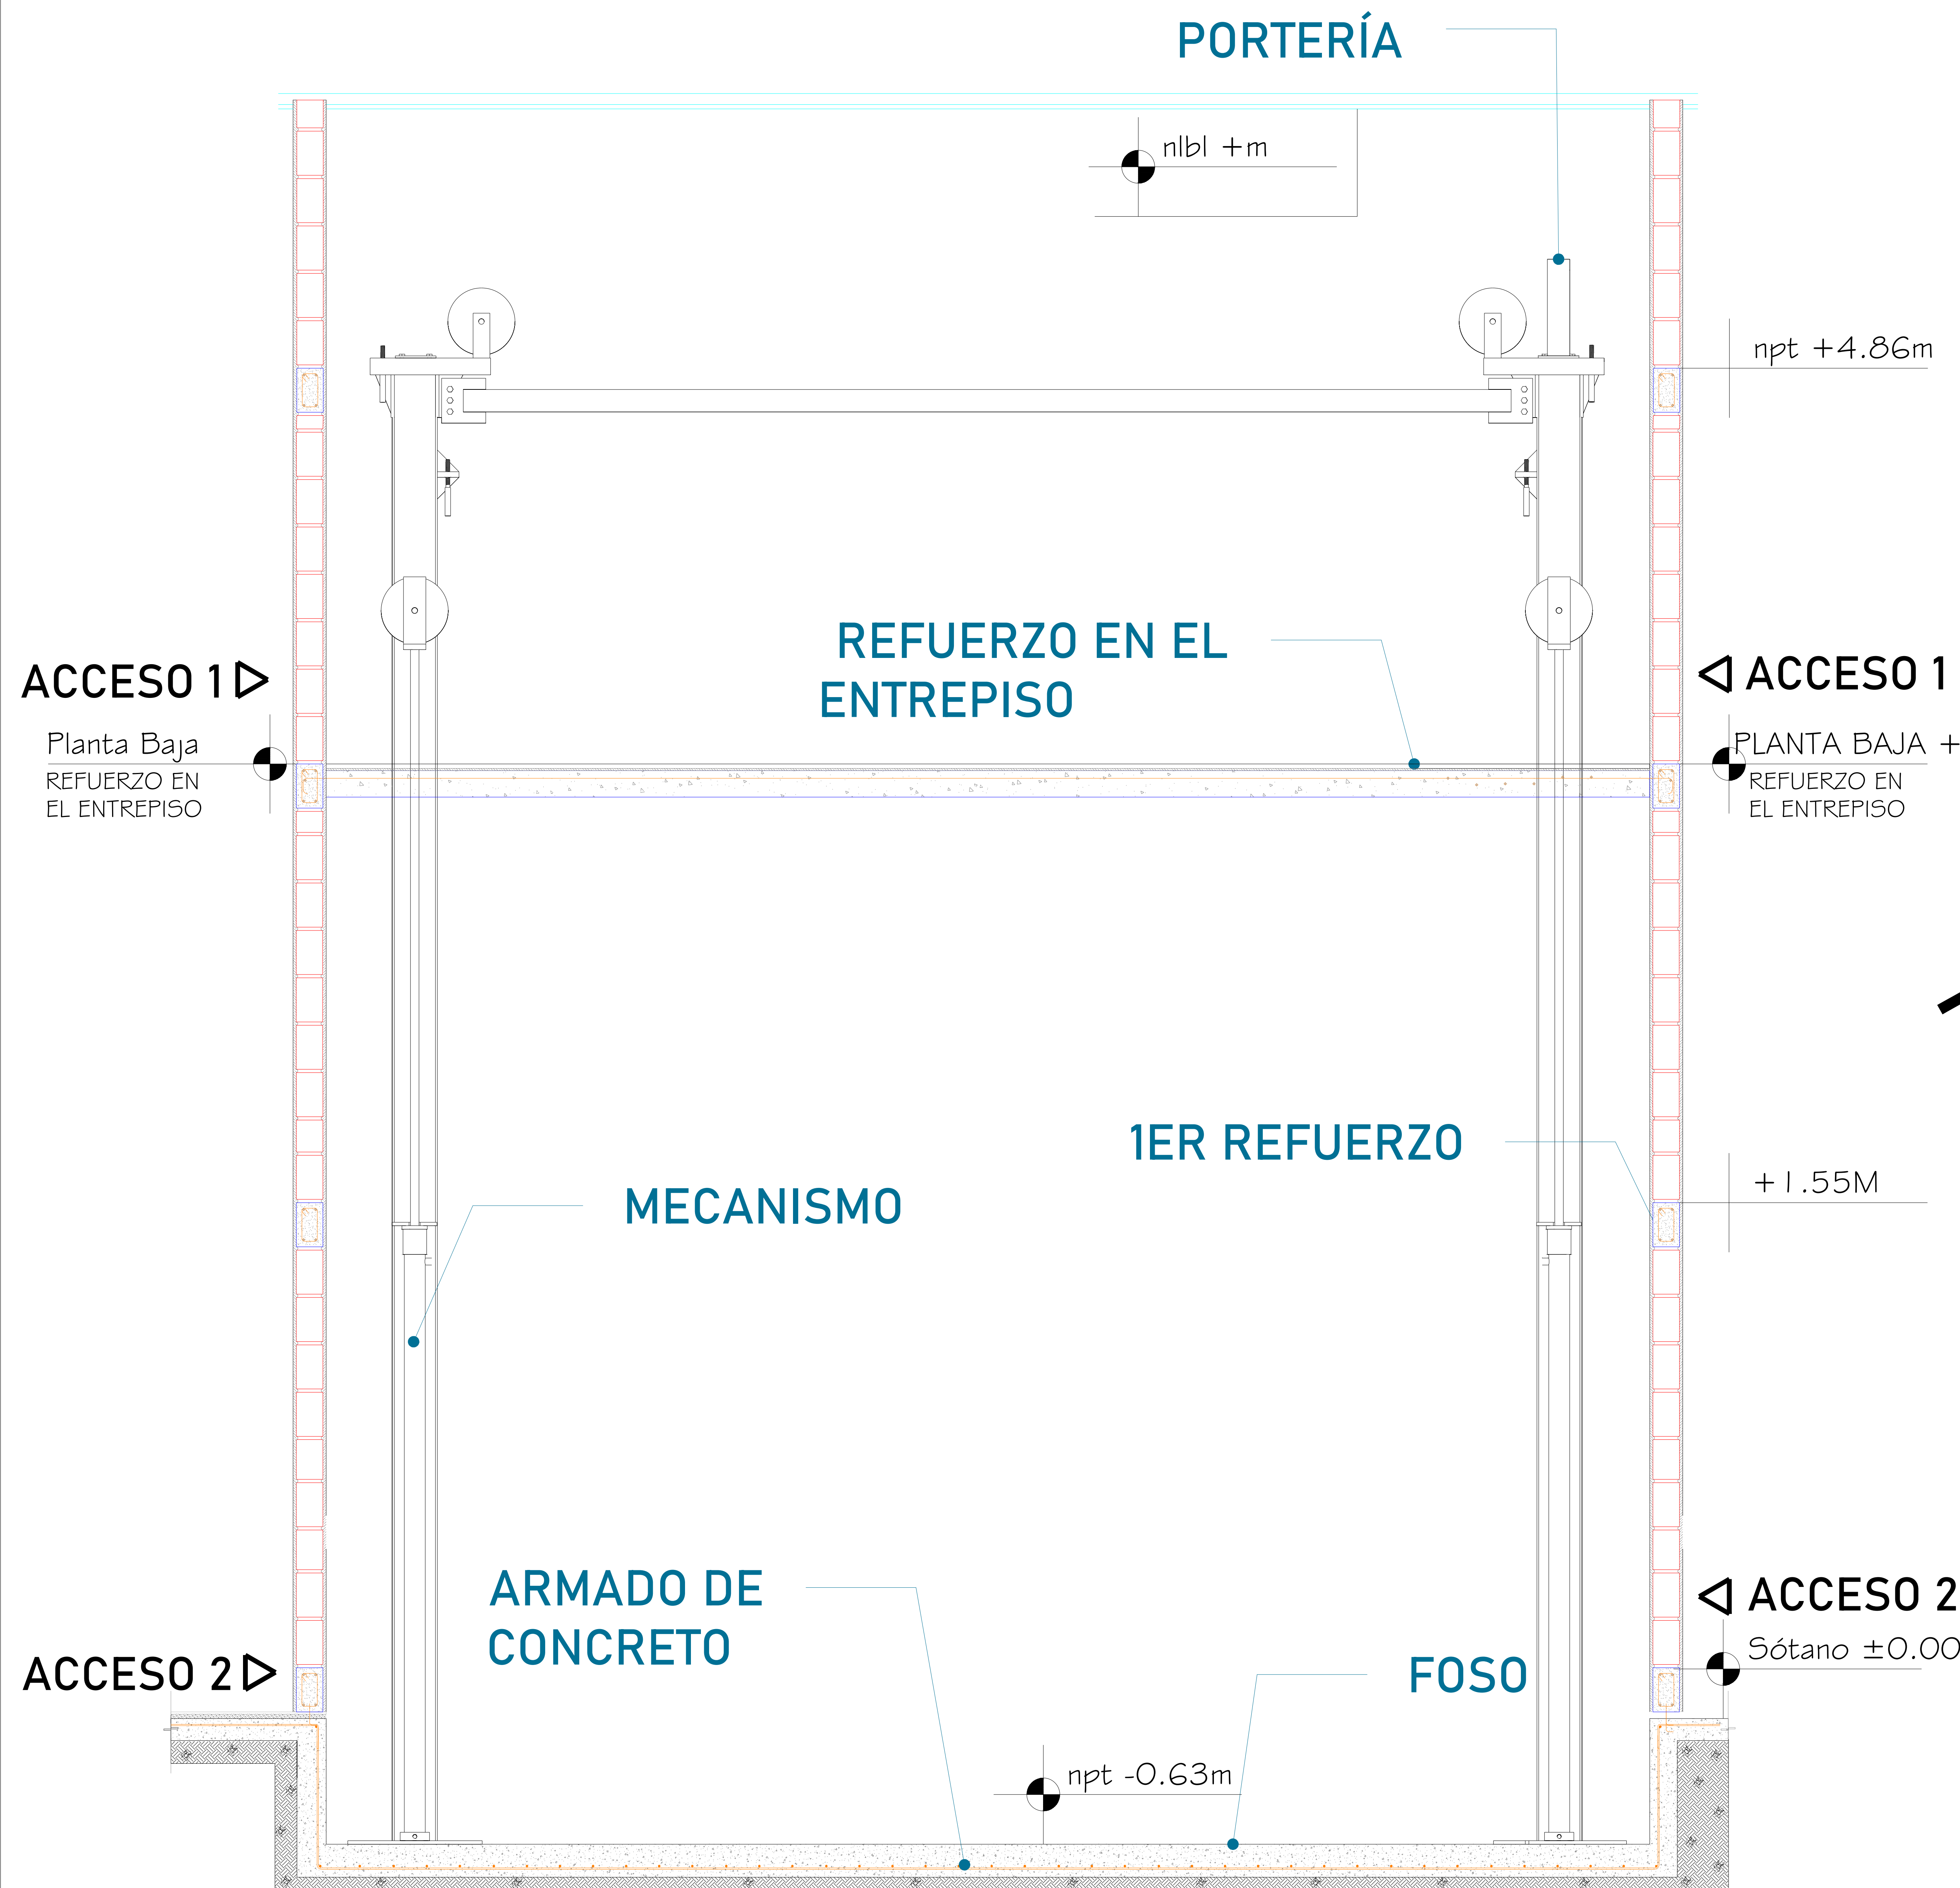 PORTERÍA
nlbl +m
npt +4.86m
REFUERZO EN EL
ENTREPISO
ACCESO 1
ACCESO 1
Planta Baja
REFUERZO EN
EL ENTREPISO
PLANTA BAJA +
REFUERZO EN
EL ENTREPISO
1ER REFUERZO
+1.55M
MECANISMO
ARMADO DE
CONCRETO
ACCESO 2
Sótano ±0.00
ACCESO 2
FOSO
npt -0.63m